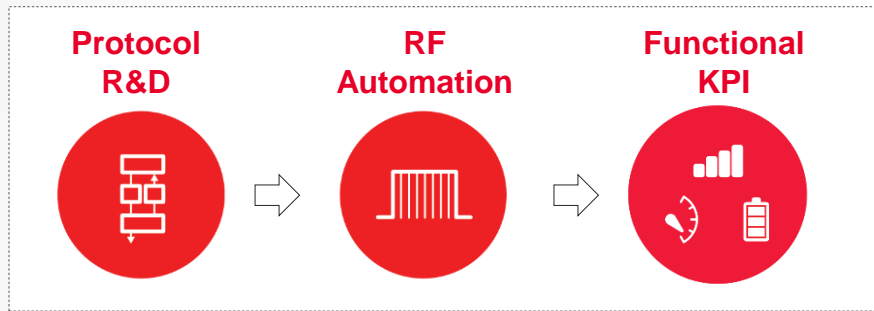 Protocol
R&D
RF
Automation
Functional
KPI